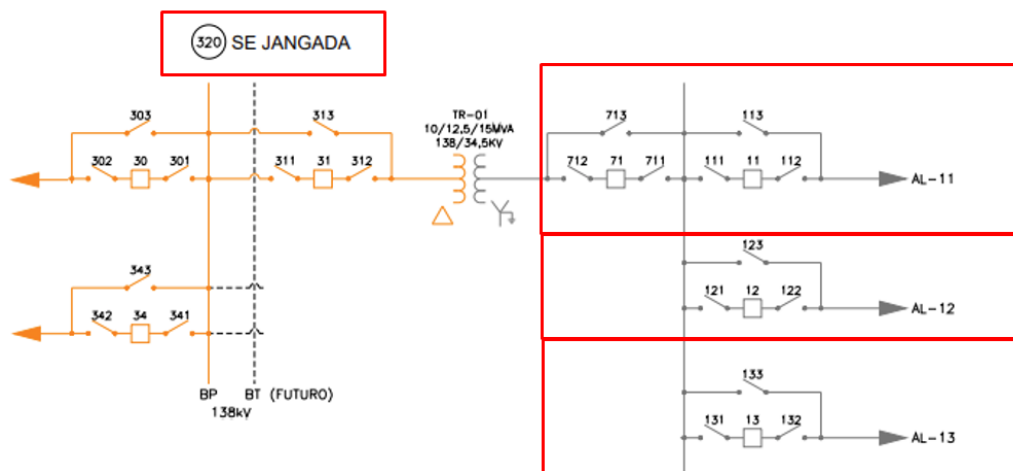 320 SE JANGADA
TR-01
10/12,5/15MVA
138/34,5KV
303
313
713
113
302 30 301
311 31 312
712 71 711
111 11 112
AL-11
123
343
121 12 122
AL-12
342 34 341
133
BP BT (FUTURO)
138kV
131 13 132
AL-13